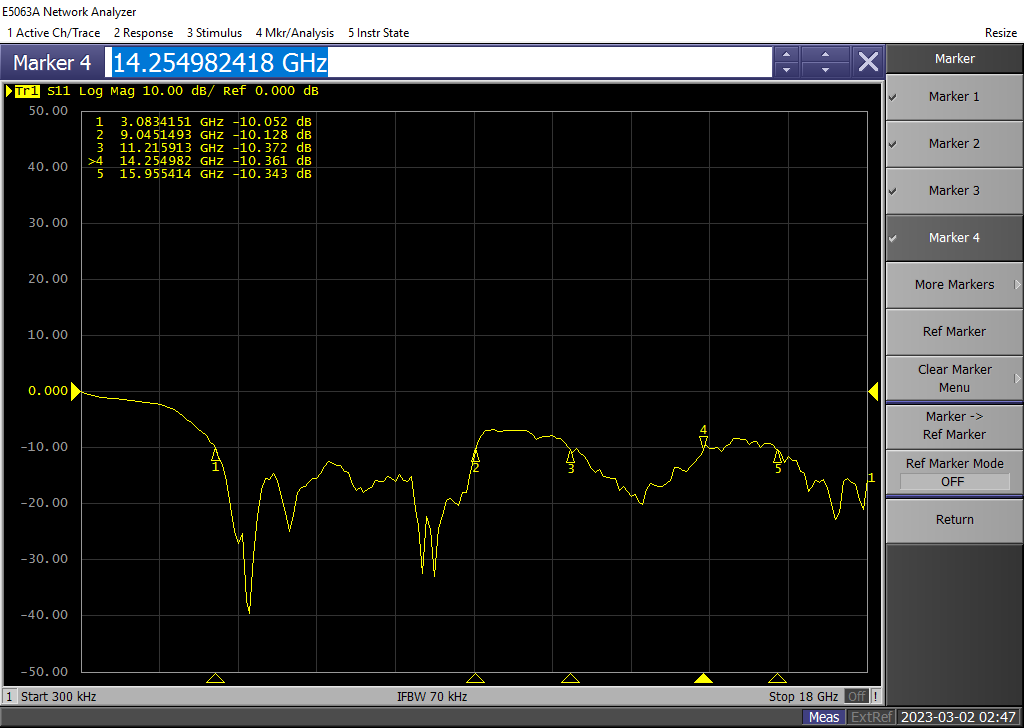 E5063A Network Analyzer
1 Active Ch/Trace 2 Response 3 Stimulus 4 Mkr/Analysis 5 Instr State
Resize
Marker 4 14.254982418 GHz
Tr1 S11 Log Mag 10.00 dB/ Ref 0.000 dB
50.00
1 3.0834151 GHz -10.052 dB
2 9.0451493 GHz -10.128 dB
3 11.215913 GHz -10.372 dB
>4 14.254982 GHz -10.361 dB
5 15.955414 GHz -10.343 dB
40.00
30.00
20.00
10.00
0.000
-10.00
-20.00
-30.00
-40.00
-50.00
1
2
3
4
5
1
1 Start 300 kHz
IFBW 70 kHz
Stop 18 GHz Off !
Marker
Marker 1
Marker 2
Marker 3
Marker 4
More Markers
Ref Marker
Clear Marker
Menu
Marker ->
Ref Marker
Ref Marker Mode
OFF
Return
Meas ExtRef 2023-03-02 02:47